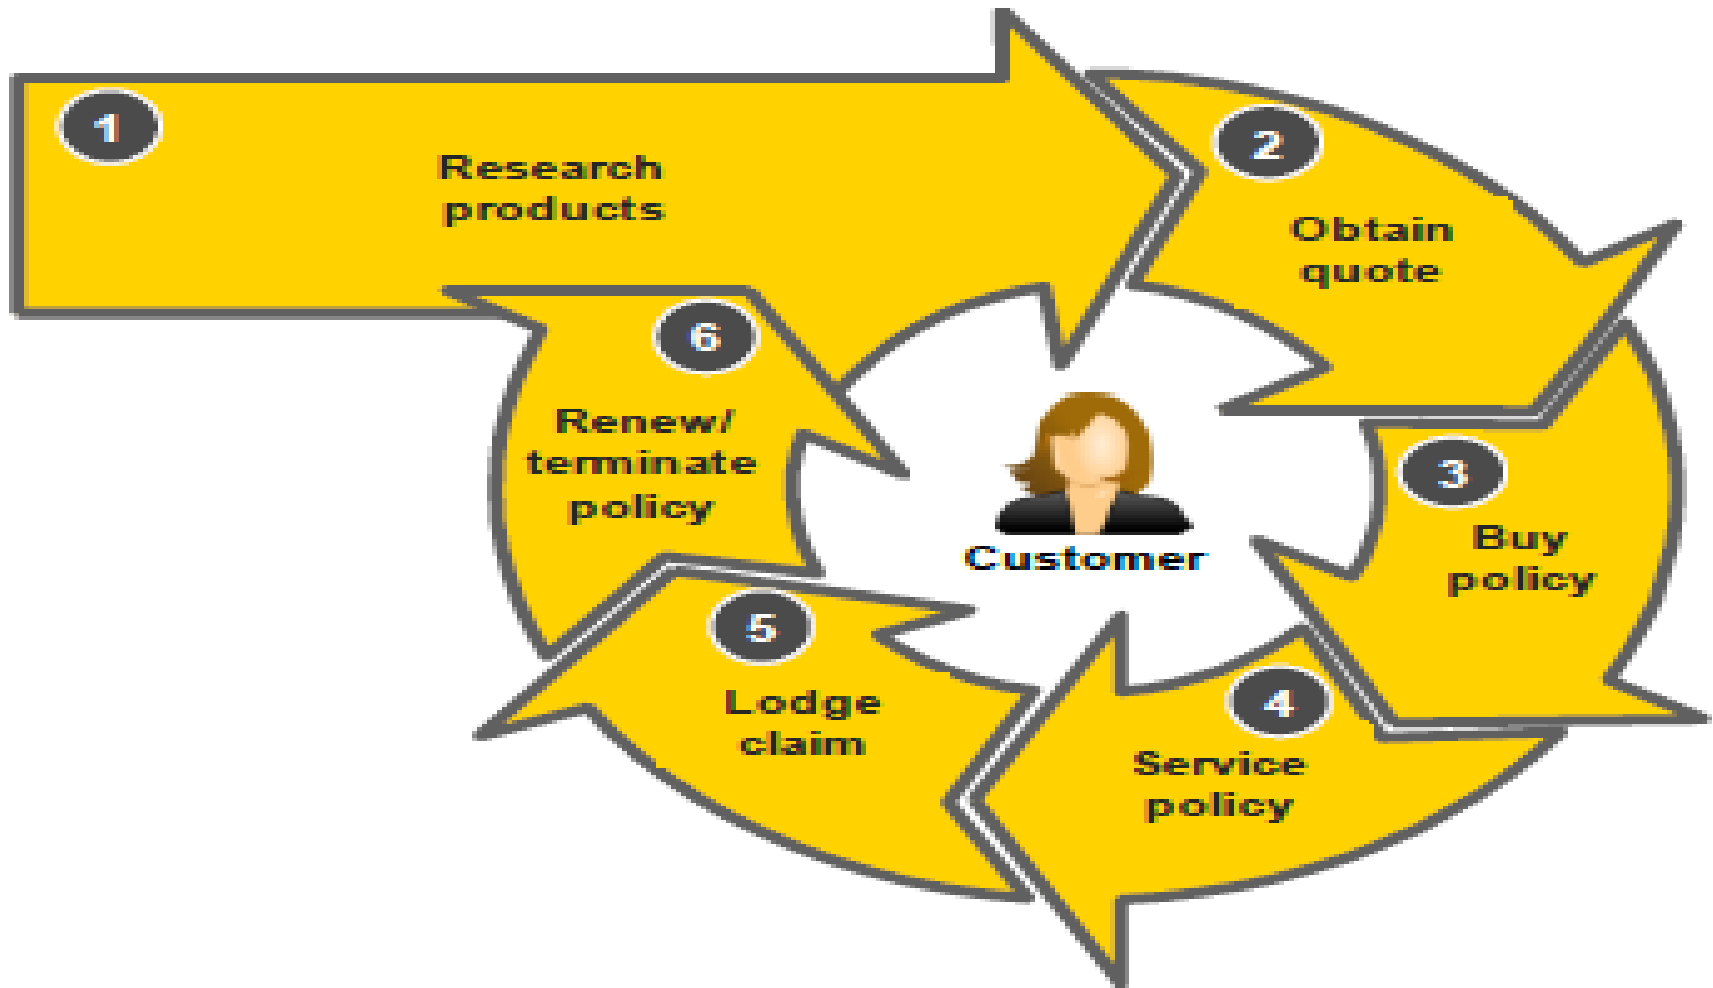 1
Research
products
2
Obtain
quote
3
Buy
policy
4
Service
policy
5
Lodge
claim
6
Renew/
terminate
policy
Customer